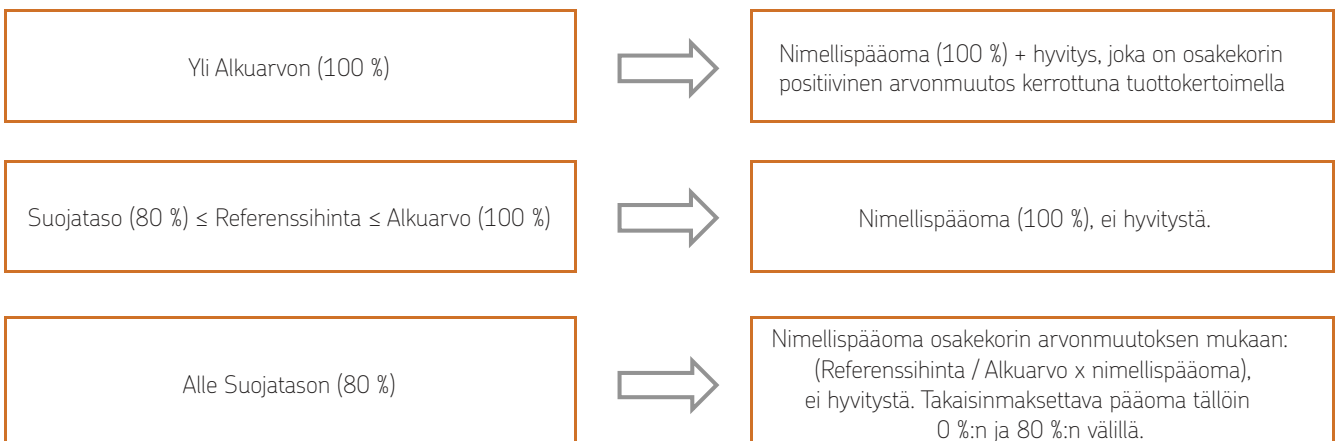 Yli Alkuarvon (100 %)
Nimellispääoma (100 %) + hyvitys, joka on osakekorin
positiivinen arvonmuutos kerrottuna tuottokertoimella
Suojataso (80 %) ≤ Referenssihinta ≤ Alkuarvo (100 %)
Nimellispääoma (100 %), ei hyvitystä.
Alle Suojatason (80 %)
Nimellispääoma osakekorin arvonmuutoksen mukaan:
(Referenssihinta / Alkuarvo x nimellispääoma),
ei hyvitystä. Takaisinmaksettava pääoma tällöin
0 %:n ja 80 %:n välillä.